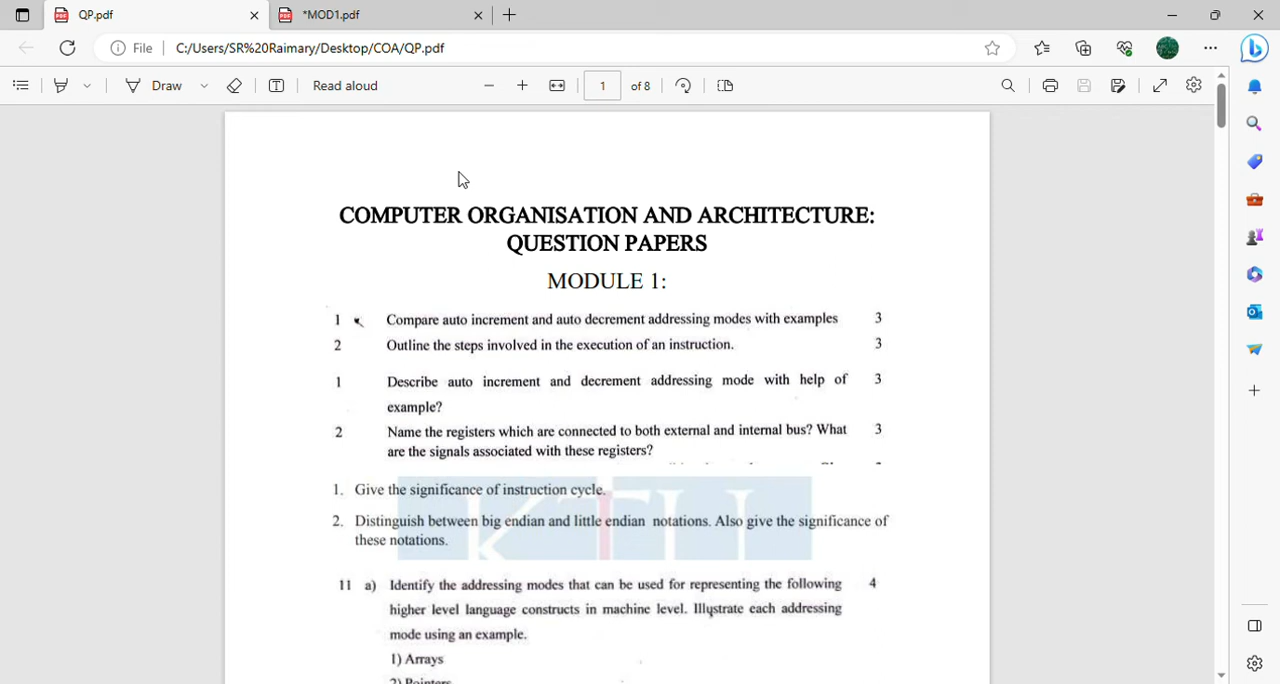 QP.pdf
*MOD1.pdf
File
C:/Users/SR%20Raimary/Desktop/COA/QP.pdf
Draw
Read aloud
1
of 8
COMPUTER ORGANISATION AND ARCHITECTURE:
QUESTION PAPERS
MODULE 1:
1 Compare auto increment and auto decrement addressing modes with examples 3
2 Outline the steps involved in the execution of an instruction. 3
1 Describe auto increment and decrement addressing mode with help of 3
example?
2 Name the registers which are connected to both external and internal bus? What 3
are the signals associated with these registers?
KTU
1. Give the significance of instruction cycle.
2. Distinguish between big endian and little endian notations. Also give the significance of
these notations.
11 a) Identify the addressing modes that can be used for representing the following 4
higher level language constructs in machine level. Illustrate each addressing
mode using an example.
1) Arrays
2) Pointers